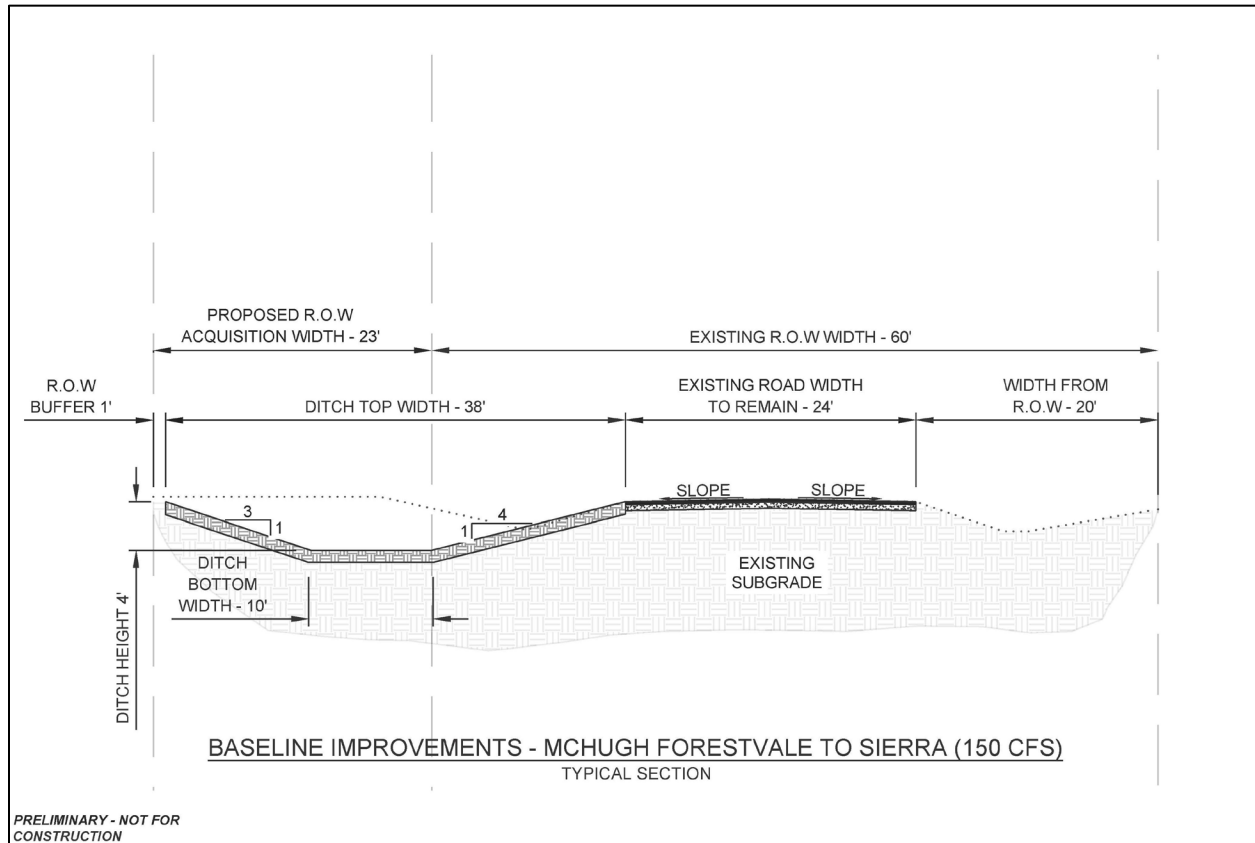 PROPOSED R.O.W
ACQUISITION WIDTH - 23'
EXISTING R.O.W WIDTH - 60'
R.O.W
BUFFER 1'
DITCH TOP WIDTH - 38'
EXISTING ROAD WIDTH
TO REMAIN - 24'
WIDTH FROM
R.O.W - 20'
SLOPE
SLOPE
3
1
4
1
DITCH
BOTTOM
WIDTH - 10'
EXISTING
SUBGRADE
DITCH HEIGHT 4'
BASELINE IMPROVEMENTS - MCHUGH FORESTVALE TO SIERRA (150 CFS)
TYPICAL SECTION
PRELIMINARY - NOT FOR
CONSTRUCTION